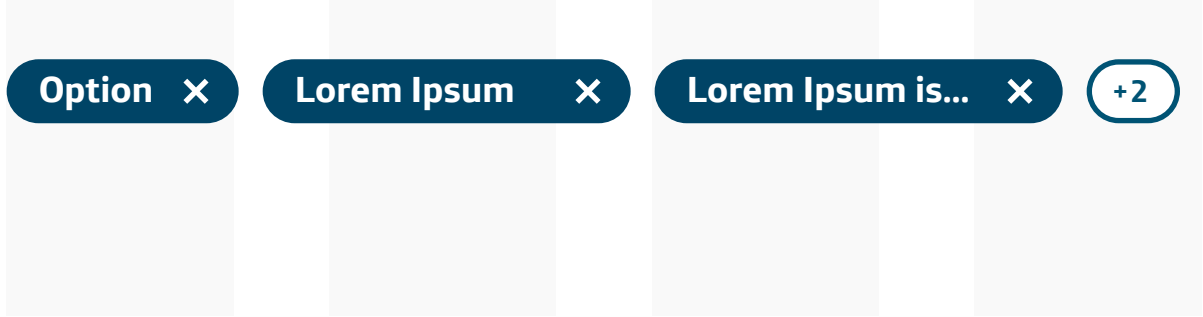 Option ✕ Lorem Ipsum ✕ Lorem Ipsum is... ✕ +2